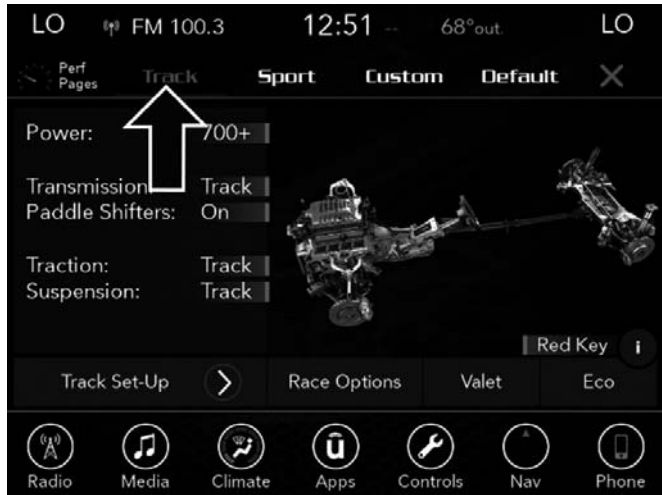 LO FM 100.3 12:51 -- 68°out. LO
Perf
Pages Track Sport Custom Default
Power: 700+
Transmission: Track
Paddle Shifters: On
Traction: Track
Suspension: Track
Red Key i
Track Set-Up Race Options Valet Eco
Radio Media Climate Apps Controls Nav Phone